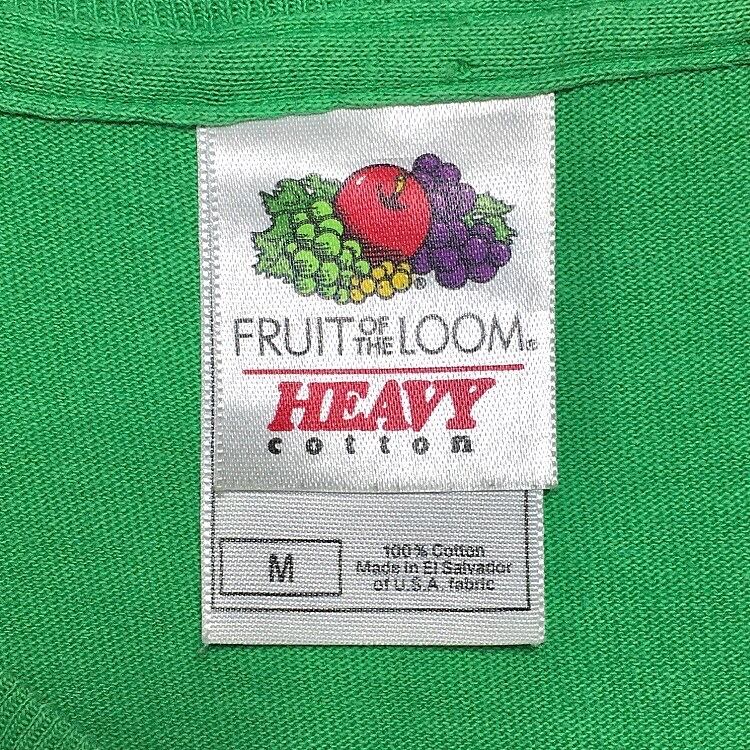 FRUIT OF THE LOOM®
HEAVY
cotton
M
100% Cotton
Made in El Salvador
of U.S.A. fabric